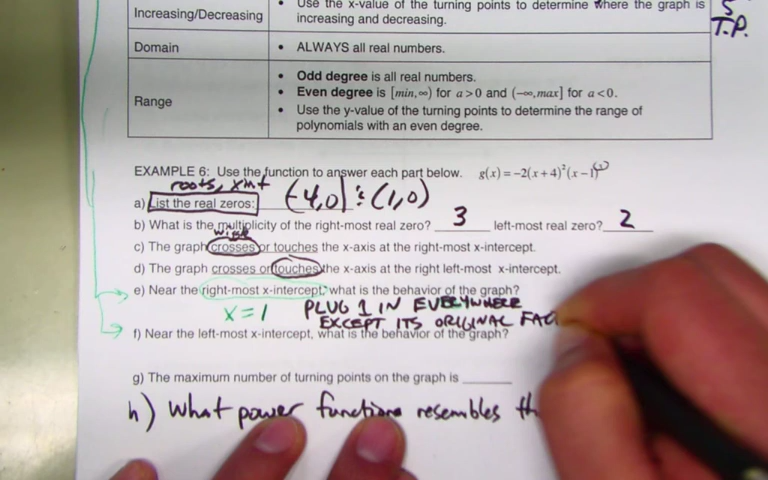 Increasing/Decreasing
• Use the x-value of the turning points to determine where the graph is increasing and decreasing.
T.P.
Domain
• ALWAYS all real numbers.
Range
• Odd degree is all real numbers.
• Even degree is [min,∞) for a>0 and (−∞,max] for a<0.
• Use the y-value of the turning points to determine the range of
polynomials with an even degree.
EXAMPLE 6: Use the function to answer each part below. g(x)=−2(x+4)²(x−1)³
roots, xint
a) List the real zeros: (-4,0) & (1,0)
b) What is the multiplicity of the right-most real zero? 3 left-most real zero? 2
c) The graph crosses or touches the x-axis at the right-most x-intercept.
d) The graph crosses or touches the x-axis at the right left-most x-intercept.
e) Near the right-most x-intercept, what is the behavior of the graph?
x=1 PLUG 1 IN EVERYWHERE
EXCEPT ITS ORIGINAL
f) Near the left-most x-intercept, what is the behavior of the graph?
g) The maximum number of turning points on the graph is ______
h) What power function resembles